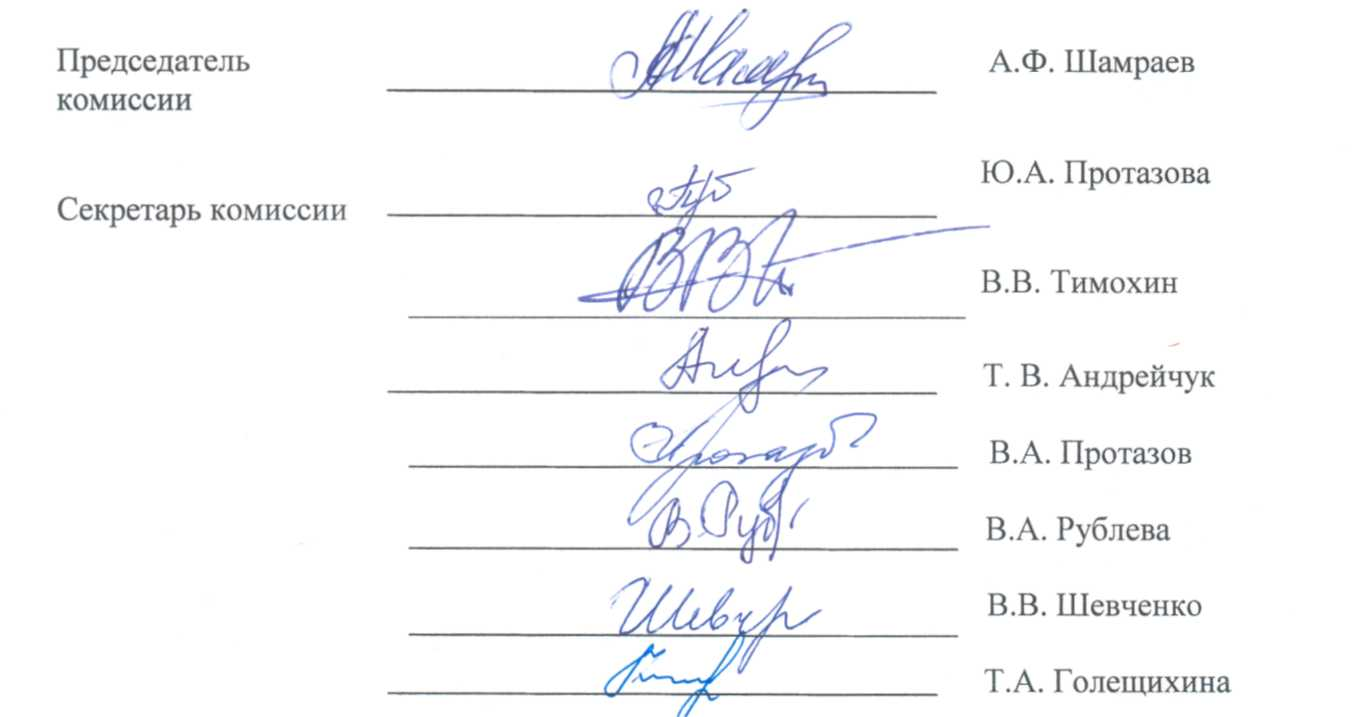 Председатель комиссии А.Ф. Шамраев
Секретарь комиссии Ю.А. Протазова
В.В. Тимохин
Т. В. Андрейчук
В.А. Протазов
В.А. Рублева
В.В. Шевченко
Т.А. Голещихина